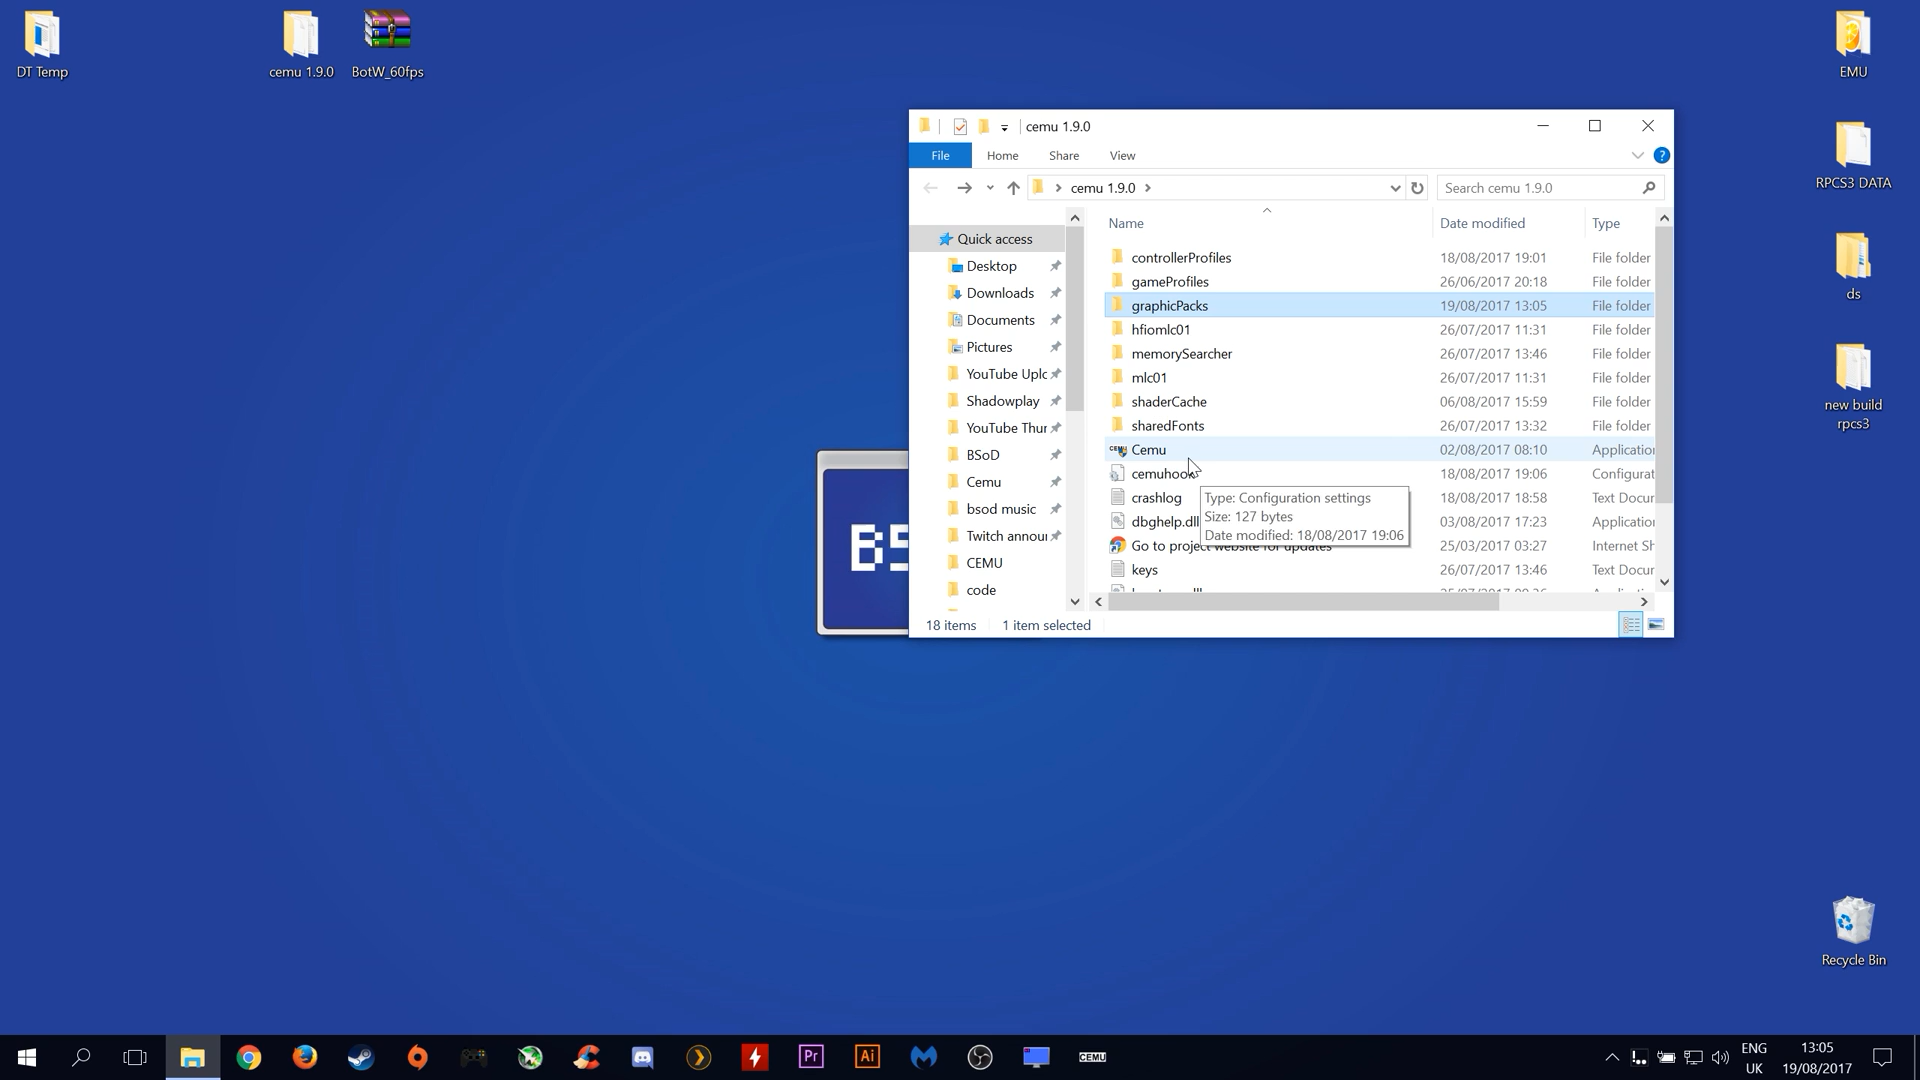 DT Temp
cemu 1.9.0
BotW_60fps
EMU
RPCS3 DATA
ds
new build
rpcs3
Recycle Bin
BS
cemu 1.9.0
File Home Share View
cemu 1.9.0
Search cemu 1.9.0
Quick access
Desktop
Downloads
Documents
Pictures
YouTube Uplo
Shadowplay
YouTube Thur
BSoD
Cemu
bsod music
Twitch annou
CEMU
code
Name Date modified Type
controllerProfiles 18/08/2017 19:01 File folder
gameProfiles 26/06/2017 20:18 File folder
graphicPacks 19/08/2017 13:05 File folder
hfiomlc01 26/07/2017 11:31 File folder
memorySearcher 26/07/2017 13:46 File folder
mlc01 26/07/2017 11:31 File folder
shaderCache 06/08/2017 15:59 File folder
sharedFonts 26/07/2017 13:32 File folder
Cemu 02/08/2017 08:10 Applicatio
cemuhook 18/08/2017 19:06 Configurat
crashlog 18/08/2017 18:58 Text Docur
dbghelp.dll 03/08/2017 17:23 Applicatio
Go to project website for updates 25/03/2017 03:27 Internet Sh
keys 26/07/2017 13:46 Text Docur
Type: Configuration settings
Size: 127 bytes
Date modified: 18/08/2017 19:06
18 items 1 item selected
Pr
Ai
CEMU
ENG
UK
13:05
19/08/2017